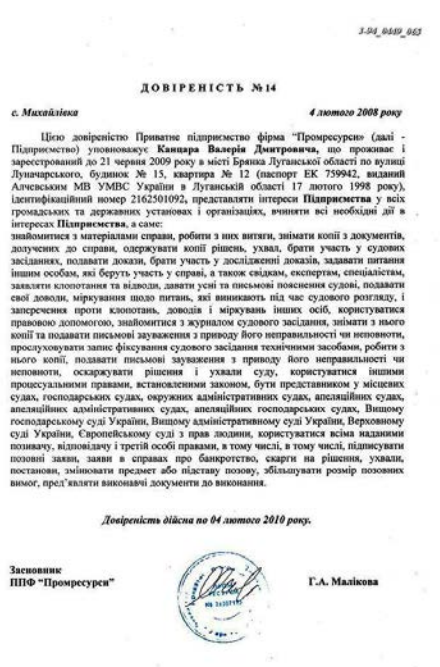 3-94_0449_065
ДОВІРЕНІСТЬ № 14
с. Михайлівка 4 лютого 2008 року
Цією довіреністю Приватне підприємство фірма “Промресурси» (далі -
Підприємство) уповноважує Канцара Валерія Дмитровича, що проживає і
зареєстрований до 21 червня 2009 року в місті Брянка Луганської області по вулиці
Луначарського, будинок № 15, квартира № 12 (паспорт ЕК 759942, виданий
Алчевським МВ УМВС України в Луганській області 17 лютого 1998 року),
ідентифікаційний номер 2162501092, представляти інтереси Підприємства у всіх
громадських та державних установах і організаціях, вчиняти всі необхідні дії в
інтересах Підприємства, а саме:
знайомитися з матеріалами справи, робити з них витяги, знімати копії з документів,
долучених до справи, одержувати копії рішень, ухвал, брати участь у судових
засіданнях, подавати докази, брати участь у дослідженні доказів, задавати питання
іншим особам, які беруть участь у справі, а також свідкам, експертам, спеціалістам,
заявляти клопотання та відводи, давати усні та письмові пояснення судові, подавати
свої доводи, міркування щодо питань, які виникають під час судового розгляду, і
заперечення проти клопотань, доводів і міркувань інших осіб, користуватися
правовою допомогою, знайомитися з журналом судового засідання, знімати з нього
копії та подавати письмові зауваження з приводу його неправильності чи неповноти,
прослуховувати запис фіксування судового засідання технічними засобами, робити з
нього копії, подавати письмові зауваження з приводу його неправильності чи
неповноти, оскаржувати рішення і ухвали суду, користуватися іншими
процесуальними правами, встановленими законом, бути представником у місцевих
судах, господарських судах, окружних адміністративних судах, апеляційних судах,
апеляційних адміністративних судах, апеляційних господарських судах, Вищому
господарському суді України, Вищому адміністративному суді України, Верховному
суді України, Європейському суді з прав людини, користуватися всіма наданими
позивачу, відповідачу і третій особі правами, в тому числі, в тому числі, підписувати
позовні заяви, заяви в справах про банкрутство, скарги на рішення, ухвали,
постанови, змінювати предмет або підставу позову, збільшувати розмір позовних
вимог, пред’являти виконавчі документи до виконання.
Довіреність дійсна по 04 лютого 2010 року.
Засновник
ППФ “Промресурси” Г.А. Малікова